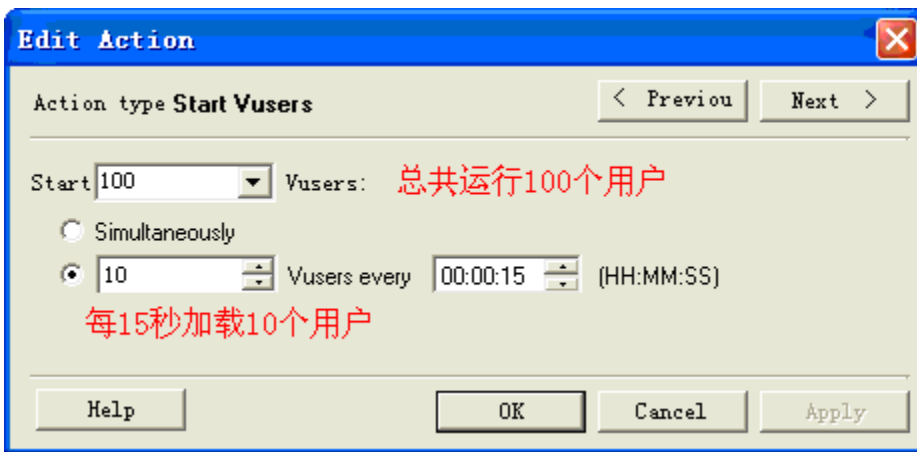 Edit Action
Action type Start Vusers < Previou Next >
Start 100 Vusers: 总共运行100个用户
Simultaneously
10 Vusers every 00:00:15 (HH:MM:SS)
每15秒加载10个用户
Help OK Cancel Apply